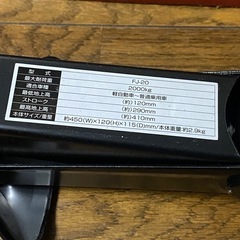 型式 FJ-20
最大耐荷重 2000kg
適合車種 軽自動車～普通乗用車
ストローク (約)120mm
最低地上高 (約)290mm
最高地上高 (約)410mm
本体サイズ/重量 約450(W)×120(H)×115(D)mm/本体重量:約2.8kg